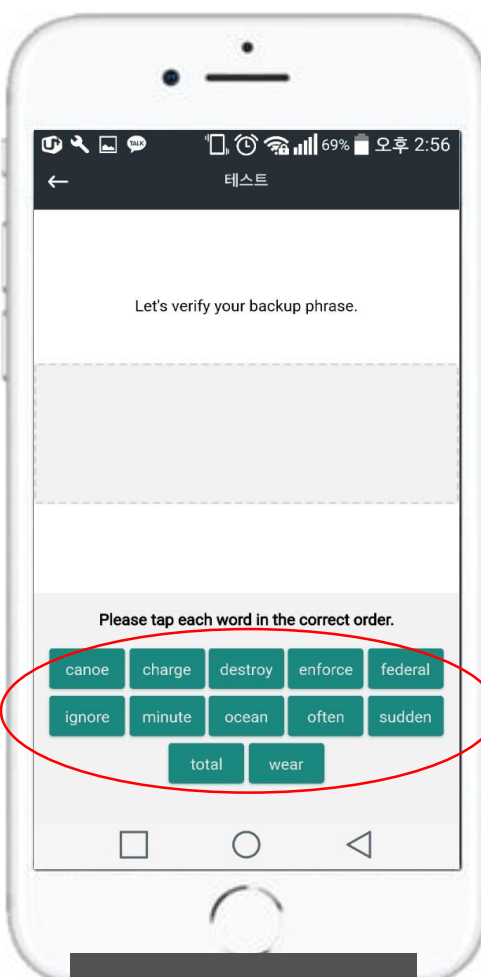 TALK 69% 오후 2:56
테스트
Let's verify your backup phrase.
Please tap each word in the correct order.
canoe charge destroy enforce federal
ignore minute ocean often sudden
total wear